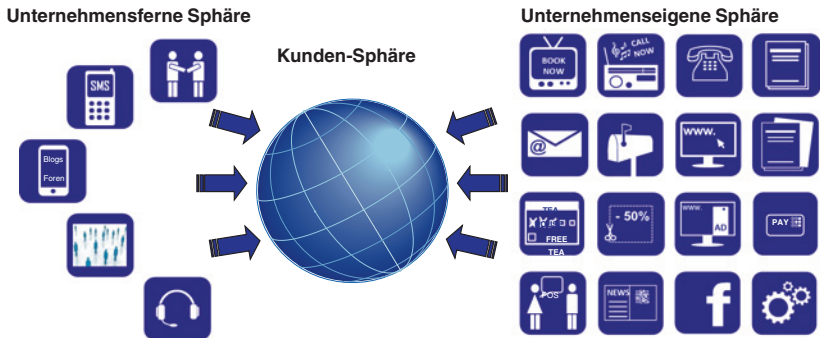 Unternehmensferne Sphäre
Kunden-Sphäre
Unternehmenseigene Sphäre
SMS
Blogs
Foren
BOOK
NOW
CALL
NOW
@
WWW.
TEA
FREE
TEA
- 50%
WWW.
AD
PAY
POS
NEWS
f